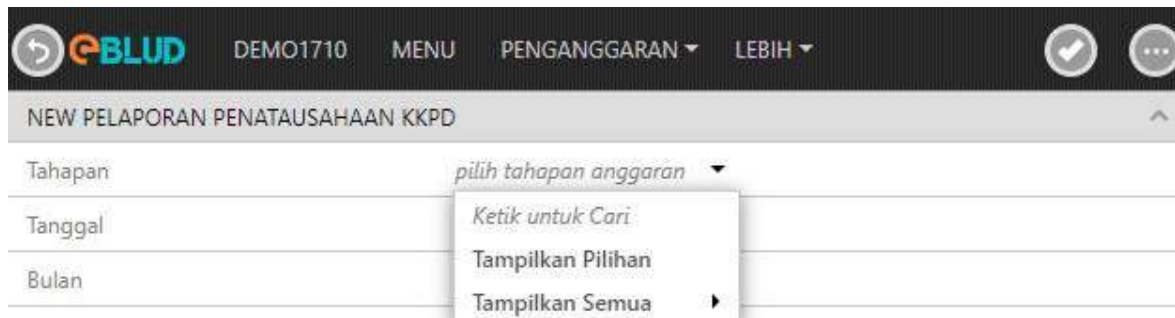 eBLUD DEMO1710 MENU PENGANGGARAN LEBIH
NEW PELAPORAN PENATAUSAHAAN KKPD
Tahapan pilih tahapan anggaran
Ketik untuk Cari
Tanggal
Tampilkan Pilihan
Bulan
Tampilkan Semua